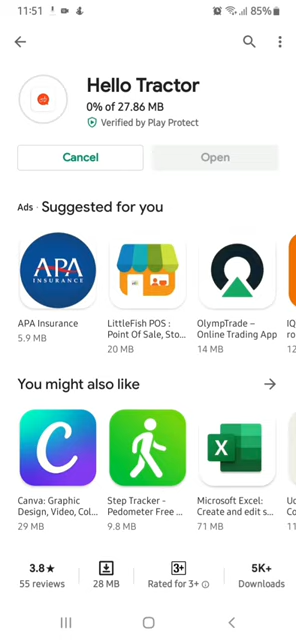 11:51
85%
Hello Tractor
0% of 27.86 MB
Verified by Play Protect
Cancel
Open
Ads · Suggested for you
APA
INSURANCE
APA Insurance
5.9 MB
LittleFish POS :
Point Of Sale, Sto...
20 MB
OlympTrade –
Online Trading App
14 MB
IQ
ro
12
You might also like
C
Canva: Graphic
Design, Video, Col...
29 MB
Step Tracker -
Pedometer Free ...
9.8 MB
X
Microsoft Excel:
Create and edit s...
71 MB
3.8★
55 reviews
28 MB
3+
Rated for 3+
5K+
Downloads